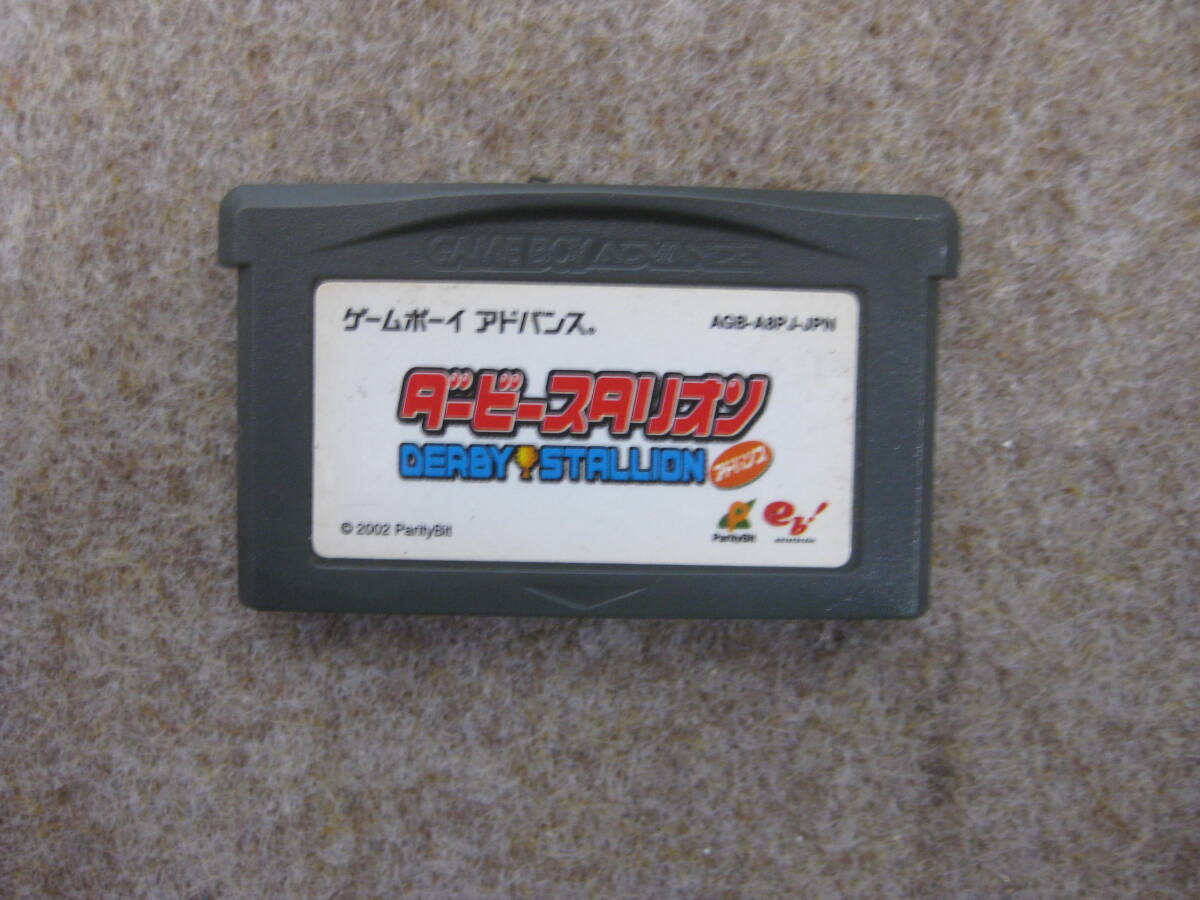 GAME BOY ADVANCE
ゲームボーイ アドバンス® AGB-A8PJ-JPN
ダービースタリオン
DERBY STALLION アドバンス
© 2002 ParityBit
ParityBit eb!